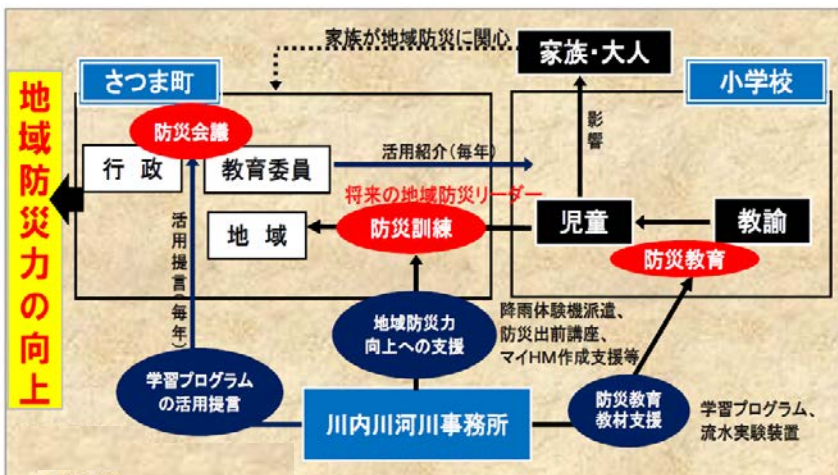 家族が地域防災に関心
家族・大人
さつま町
小学校
地域防災力の向上
防災会議
行政
教育委員
活用紹介(毎年)
影響
将来の地域防災リーダー
地域
防災訓練
児童
教諭
防災教育
活用提言(毎年)
地域防災力
向上への支援
降雨体験機派遣、
防災出前講座、
マイHM作成支援等
学習プログラム
の活用提言
川内川河川事務所
防災教育
教材支援
学習プログラム、
流水実験装置